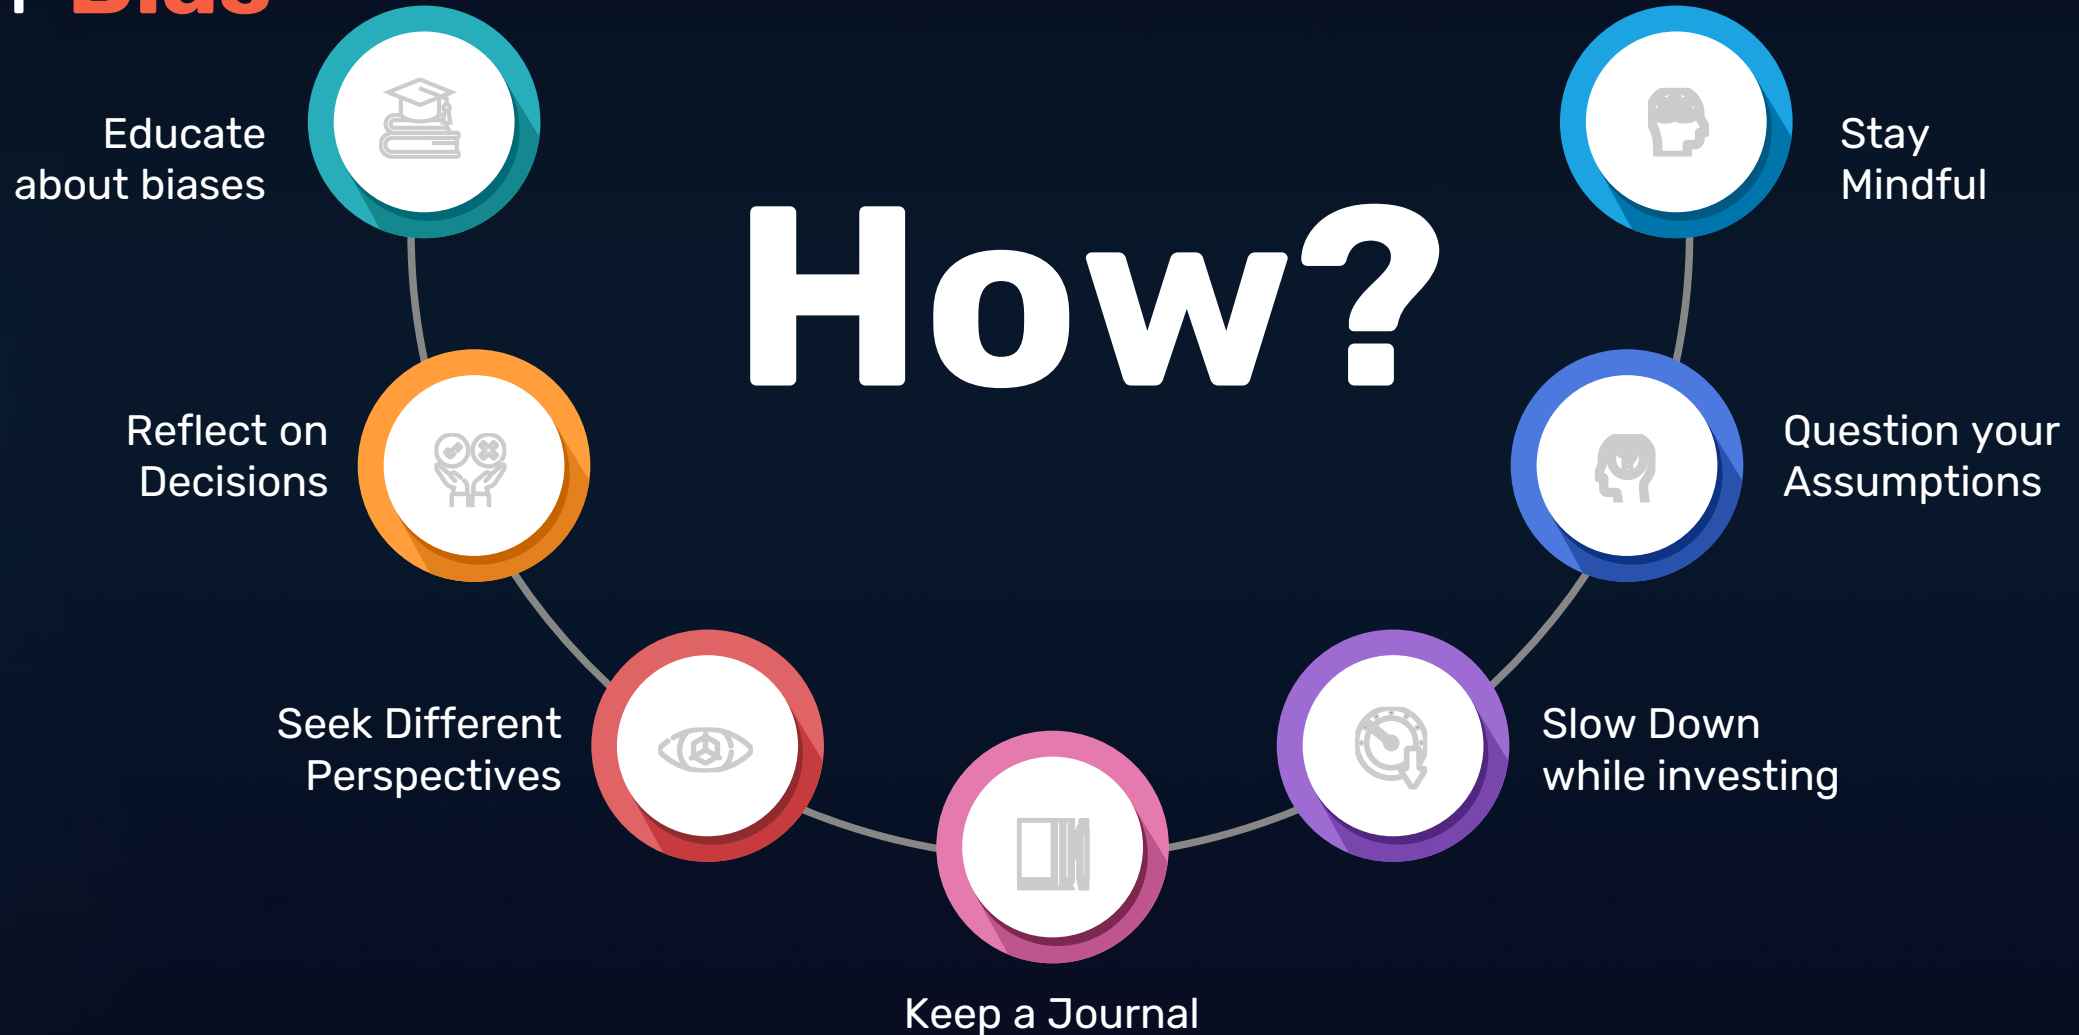 Bias
Educate
about biases
Stay
Mindful
How?
Reflect on
Decisions
Question your
Assumptions
Seek Different
Perspectives
Slow Down
while investing
Keep a Journal